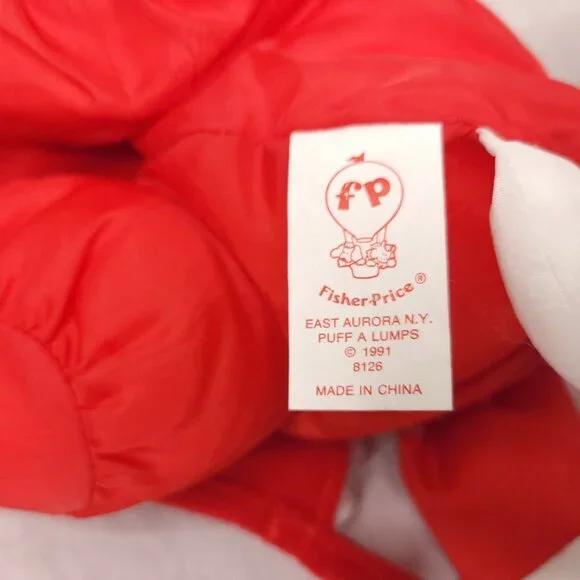 fp
Fisher-Price®
EAST AURORA N.Y.
PUFF A LUMPS
© 1991
8126
MADE IN CHINA